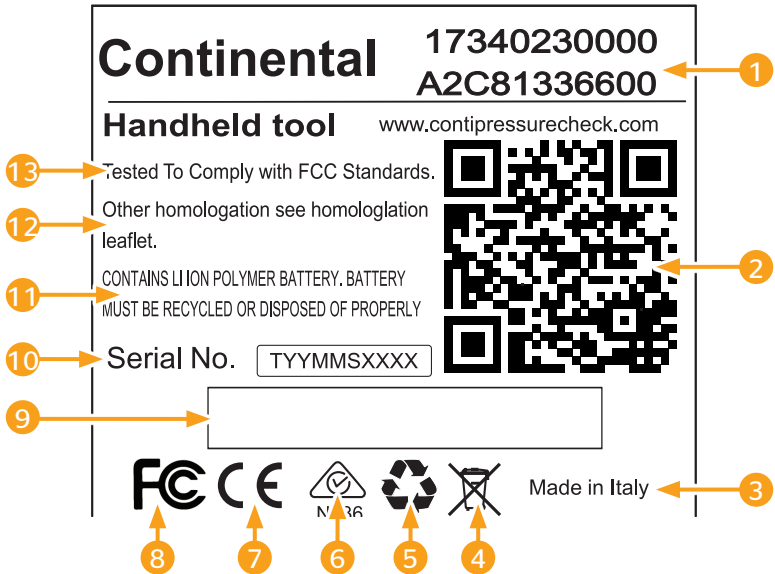 Continental
17340230000
A2C81336600
1
Handheld tool
www.contipressurecheck.com
13
Tested To Comply with FCC Standards.
12
Other homologation see homologlation
leaflet.
2
11
CONTAINS LI ION POLYMER BATTERY. BATTERY
MUST BE RECYCLED OR DISPOSED OF PROPERLY
10
Serial No. TYYMMSXXXX
9
FC CE
Made in Italy
3
8
7
6
5
4